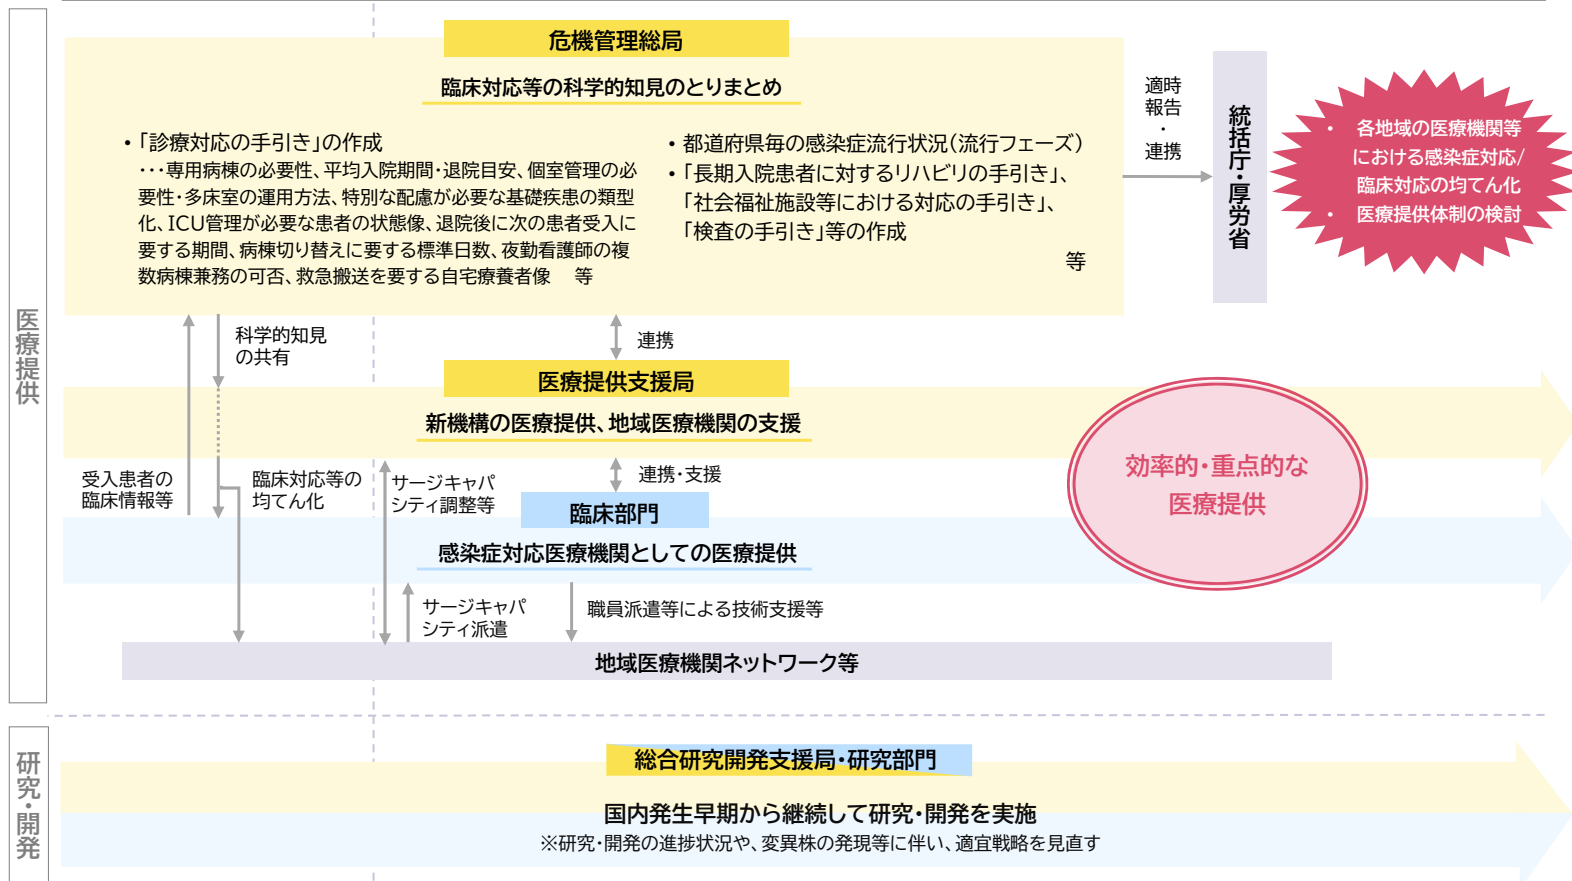 医療提供
危機管理総局
臨床対応等の科学的知見のとりまとめ
・「診療対応の手引き」の作成
・・・専用病棟の必要性、平均入院期間・退院目安、個室管理の必
要性・多床室の運用方法、特別な配慮が必要な基礎疾患の類型
化、ICU管理が必要な患者の状態像、退院後に次の患者受入に
要する期間、病棟切り替えに要する標準日数、夜勤看護師の複
数病棟兼務の可否、救急搬送を要する自宅療養者像　等
・都道府県毎の感染症流行状況(流行フェーズ)
・「長期入院患者に対するリハビリの手引き」、
「社会福祉施設等における対応の手引き」、
「検査の手引き」等の作成
等
適時
報告
・
連携
統括庁・厚労省
・ 各地域の医療機関等
における感染症対応/
臨床対応の均てん化
・ 医療提供体制の検討
科学的知見
の共有
連携
医療提供支援局
新機構の医療提供、地域医療機関の支援
受入患者の
臨床情報等
臨床対応等の
均てん化
サージキャパ
シティ調整等
連携・支援
臨床部門
感染症対応医療機関としての医療提供
効率的・重点的な
医療提供
サージキャパ
シティ派遣
職員派遣等による技術支援等
地域医療機関ネットワーク等
研究・開発
総合研究開発支援局・研究部門
国内発生早期から継続して研究・開発を実施
※研究・開発の進捗状況や、変異株の発現等に伴い、適宜戦略を見直す